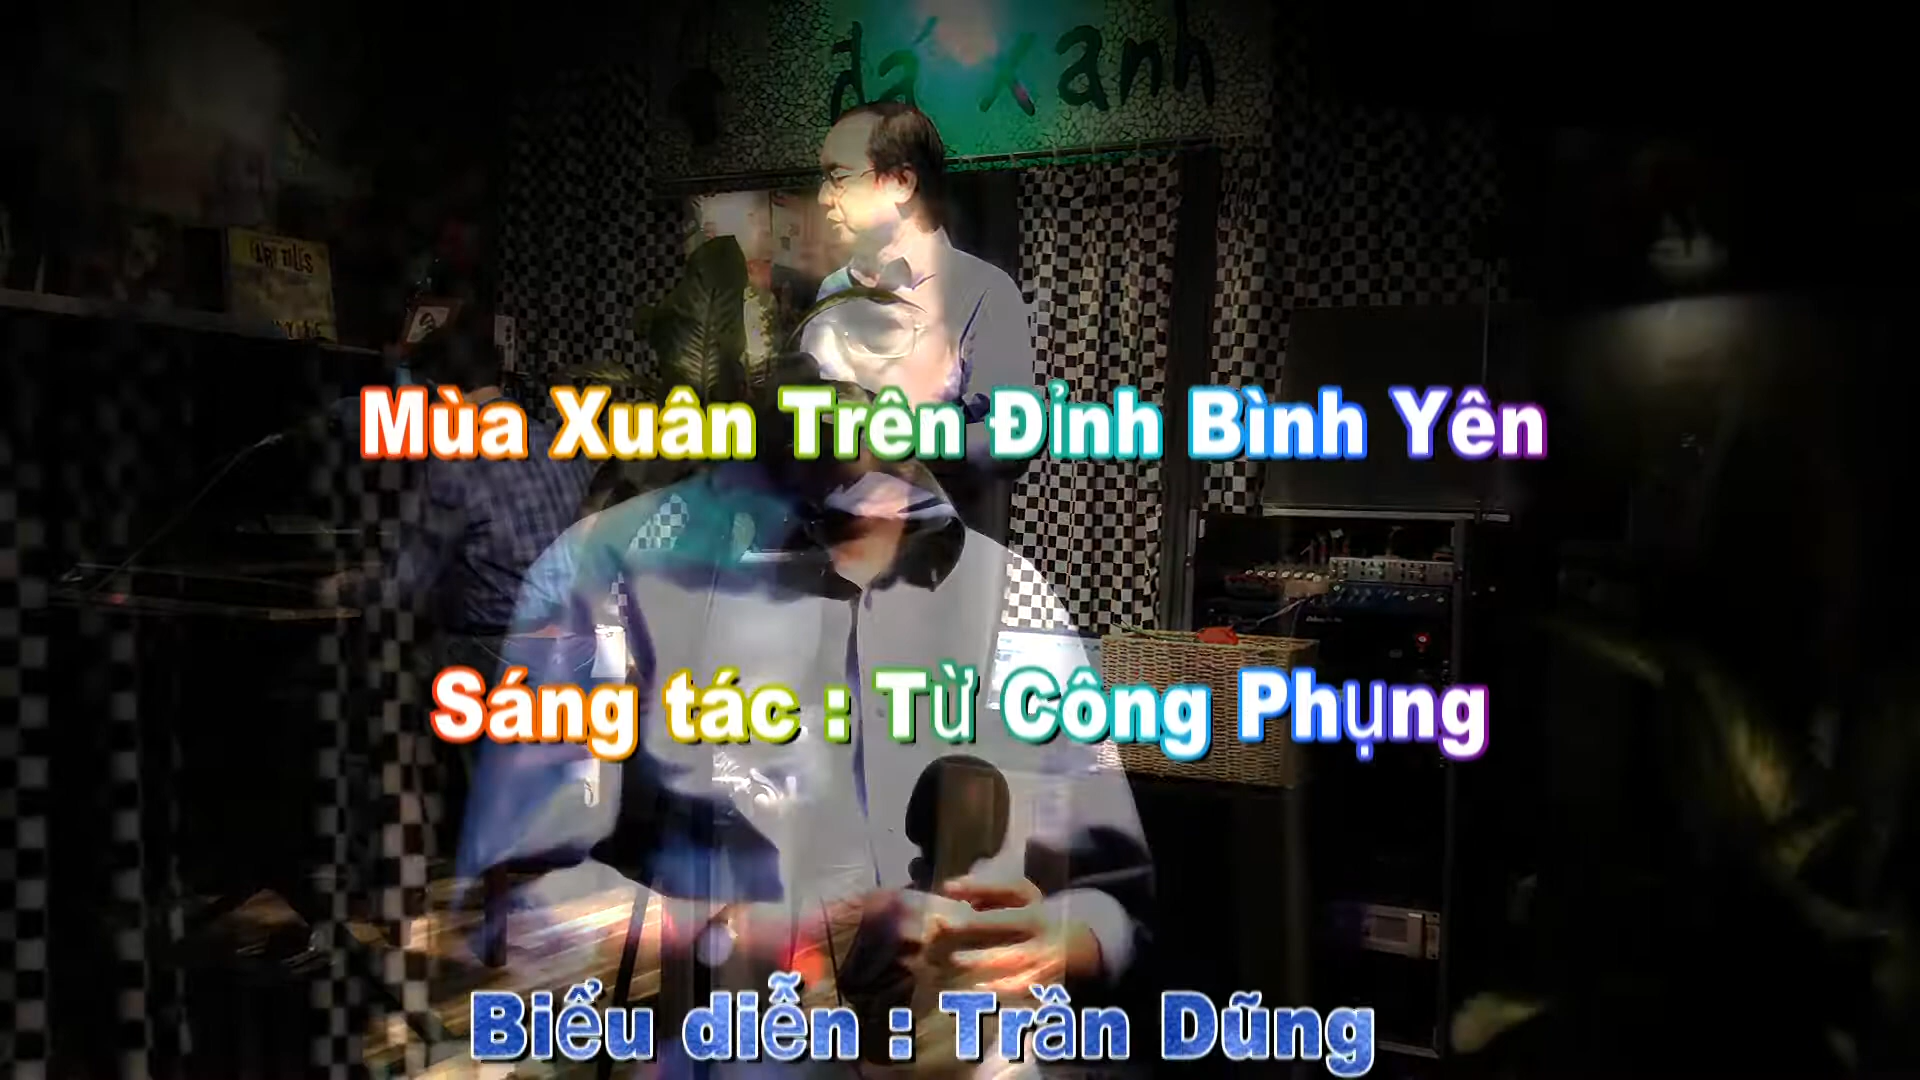 đá xanh
Mùa Xuân Trên Đỉnh Bình Yên
Sáng tác : Từ Công Phụng
Biểu diễn : Trần Dũng